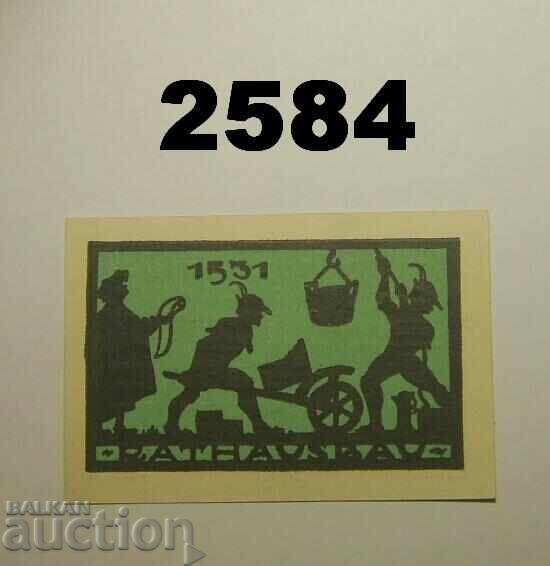 2584
1531
RATHAUSBAU
BALKAN
auction